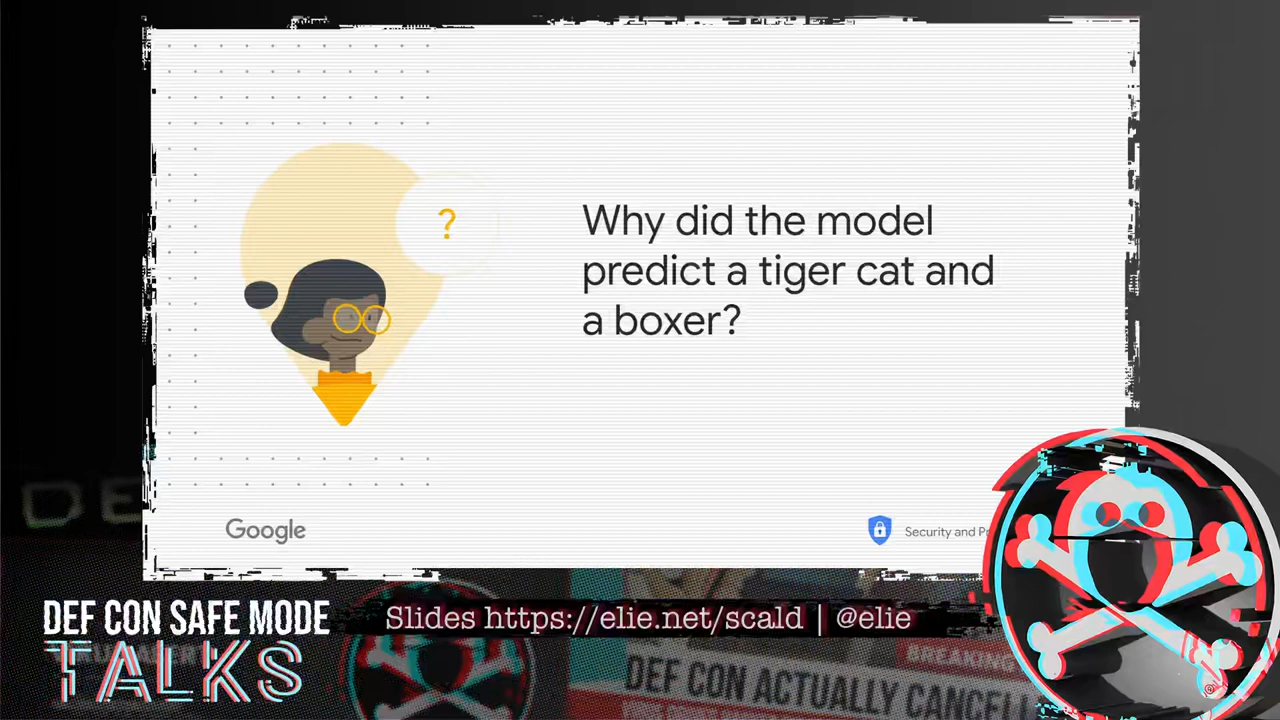 ?
Why did the model
predict a tiger cat and
a boxer?
Google
Security and
DEF CON SAFE MODE
TALKS
Slides https://elie.net/scald | @elie
BREAKING
DEF CON ACTUALLY